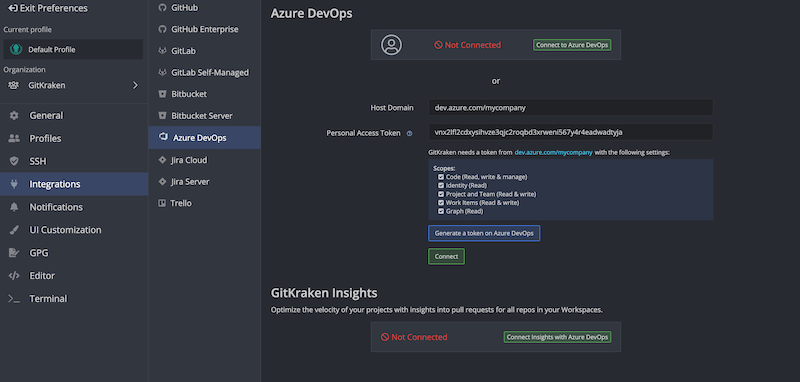 Exit Preferences
Current profile
Default Profile
Organization
GitKraken
General
Profiles
SSH
Integrations
Notifications
UI Customization
GPG
Editor
Terminal
GitHub
GitHub Enterprise
GitLab
GitLab Self-Managed
Bitbucket
Bitbucket Server
Azure DevOps
Jira Cloud
Jira Server
Trello
Azure DevOps
Not Connected
Connect to Azure DevOps
or
Host Domain
dev.azure.com/mycompany
Personal Access Token
vnx2lfl2cdxysihvze3qjc2roqbd3xrweni567y4r4eadwadtyja
GitKraken needs a token from dev.azure.com/mycompany with the following settings:
Scopes:
Code (Read, write & manage)
Identity (Read)
Project and Team (Read & write)
Work Items (Read & write)
Graph (Read)
Generate a token on Azure DevOps
Connect
GitKraken Insights
Optimize the velocity of your projects with insights into pull requests for all repos in your Workspaces.
Not Connected
Connect Insights with Azure DevOps